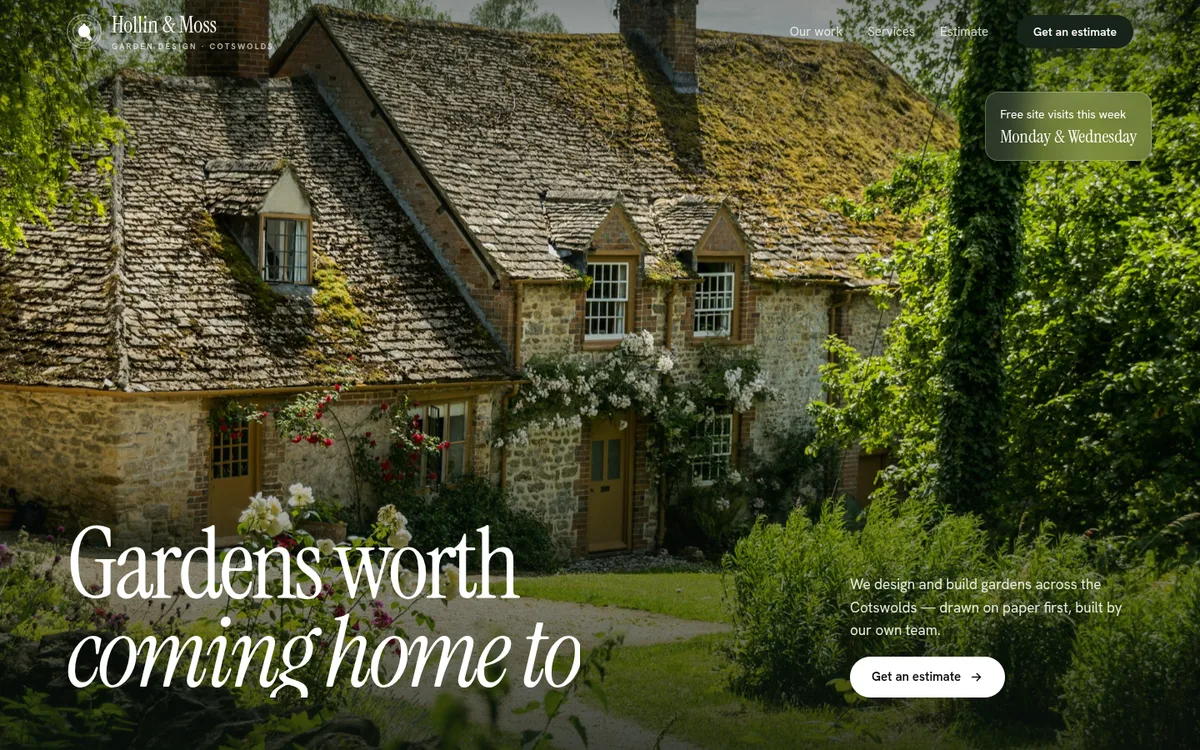 Hollin & Moss
GARDEN DESIGN · COTSWOLDS
Our work
Services
Estimate
Get an estimate
Free site visits this week
Monday & Wednesday
Gardens worth
coming home to
We design and build gardens across the
Cotswolds — drawn on paper first, built by
our own team.
Get an estimate →